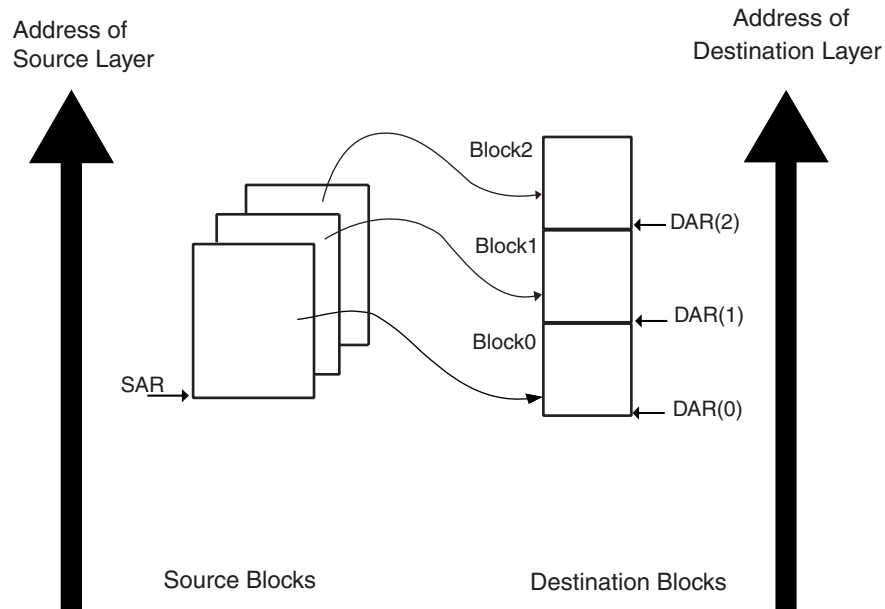 Address of
Source Layer
Address of
Destination Layer
Block2
DAR(2)
Block1
DAR(1)
Block0
SAR
DAR(0)
Source Blocks
Destination Blocks